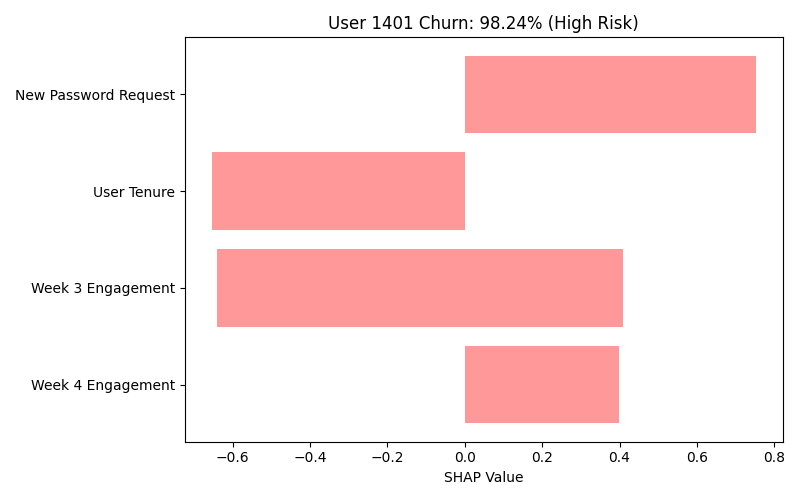 User 1401 Churn: 98.24% (High Risk)
New Password Request
User Tenure
Week 3 Engagement
Week 4 Engagement
−0.6 −0.4 −0.2 0.0 0.2 0.4 0.6 0.8
SHAP Value